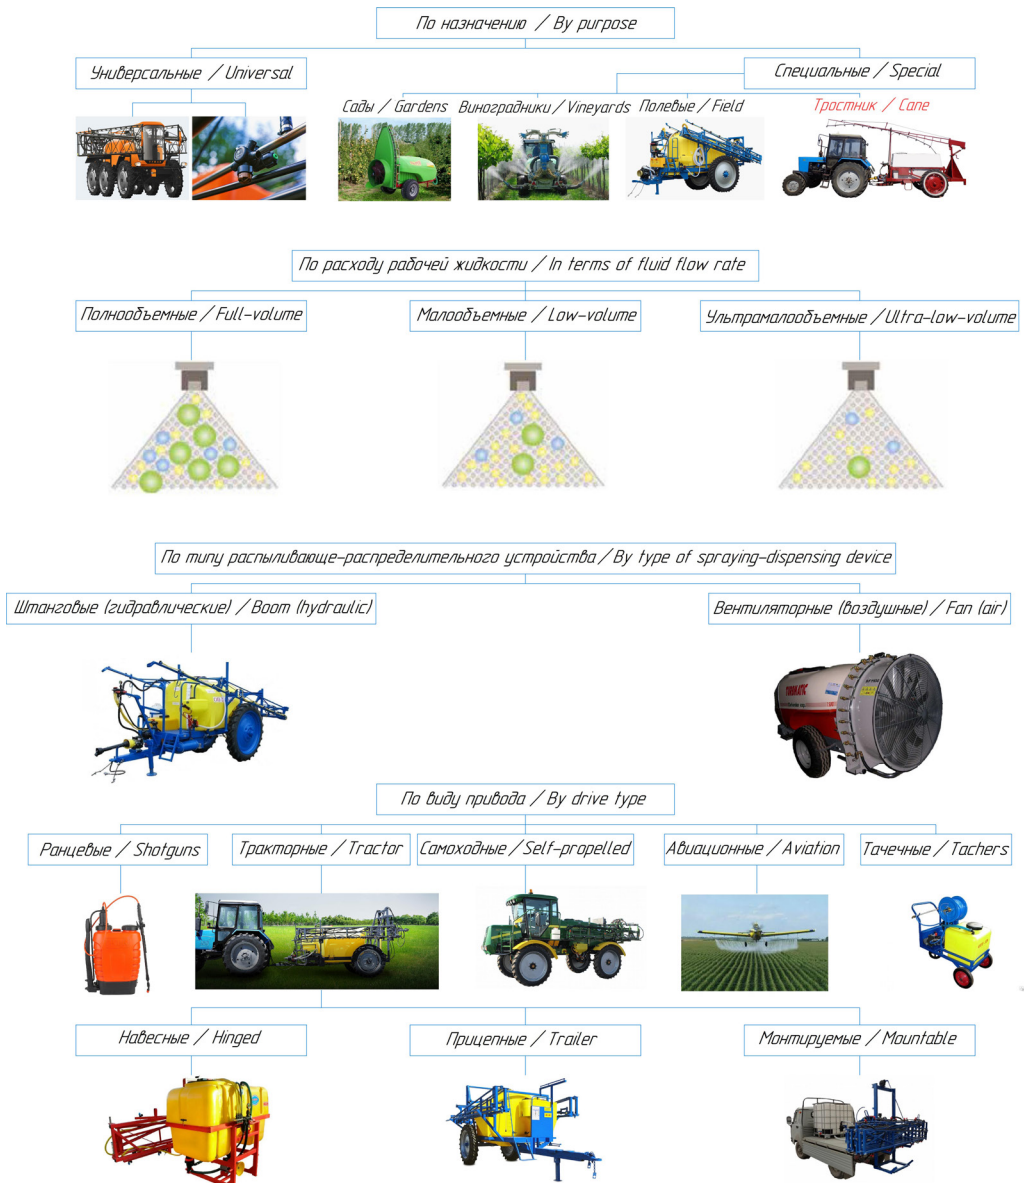 По назначению / By purpose
Универсальные / Universal
Специальные / Special
Сады / Gardens
Виноградники / Vineyards
Полевые / Field
Тростник / Cane
По расходу рабочей жидкости / In terms of fluid flow rate
Полнообъемные / Full-volume
Малообъемные / Low-volume
Ультрамалообъемные / Ultra-low-volume
По типу распыливающе-распределительного устройства / By type of spraying-dispensing device
Штанговые (гидравлические) / Boom (hydraulic)
Вентиляторные (воздушные) / Fan (air)
По виду привода / By drive type
Ранцевые / Shotguns
Тракторные / Tractor
Самоходные / Self-propelled
Авиационные / Aviation
Тачечные / Tachers
Навесные / Hinged
Прицепные / Trailer
Монтируемые / Mountable